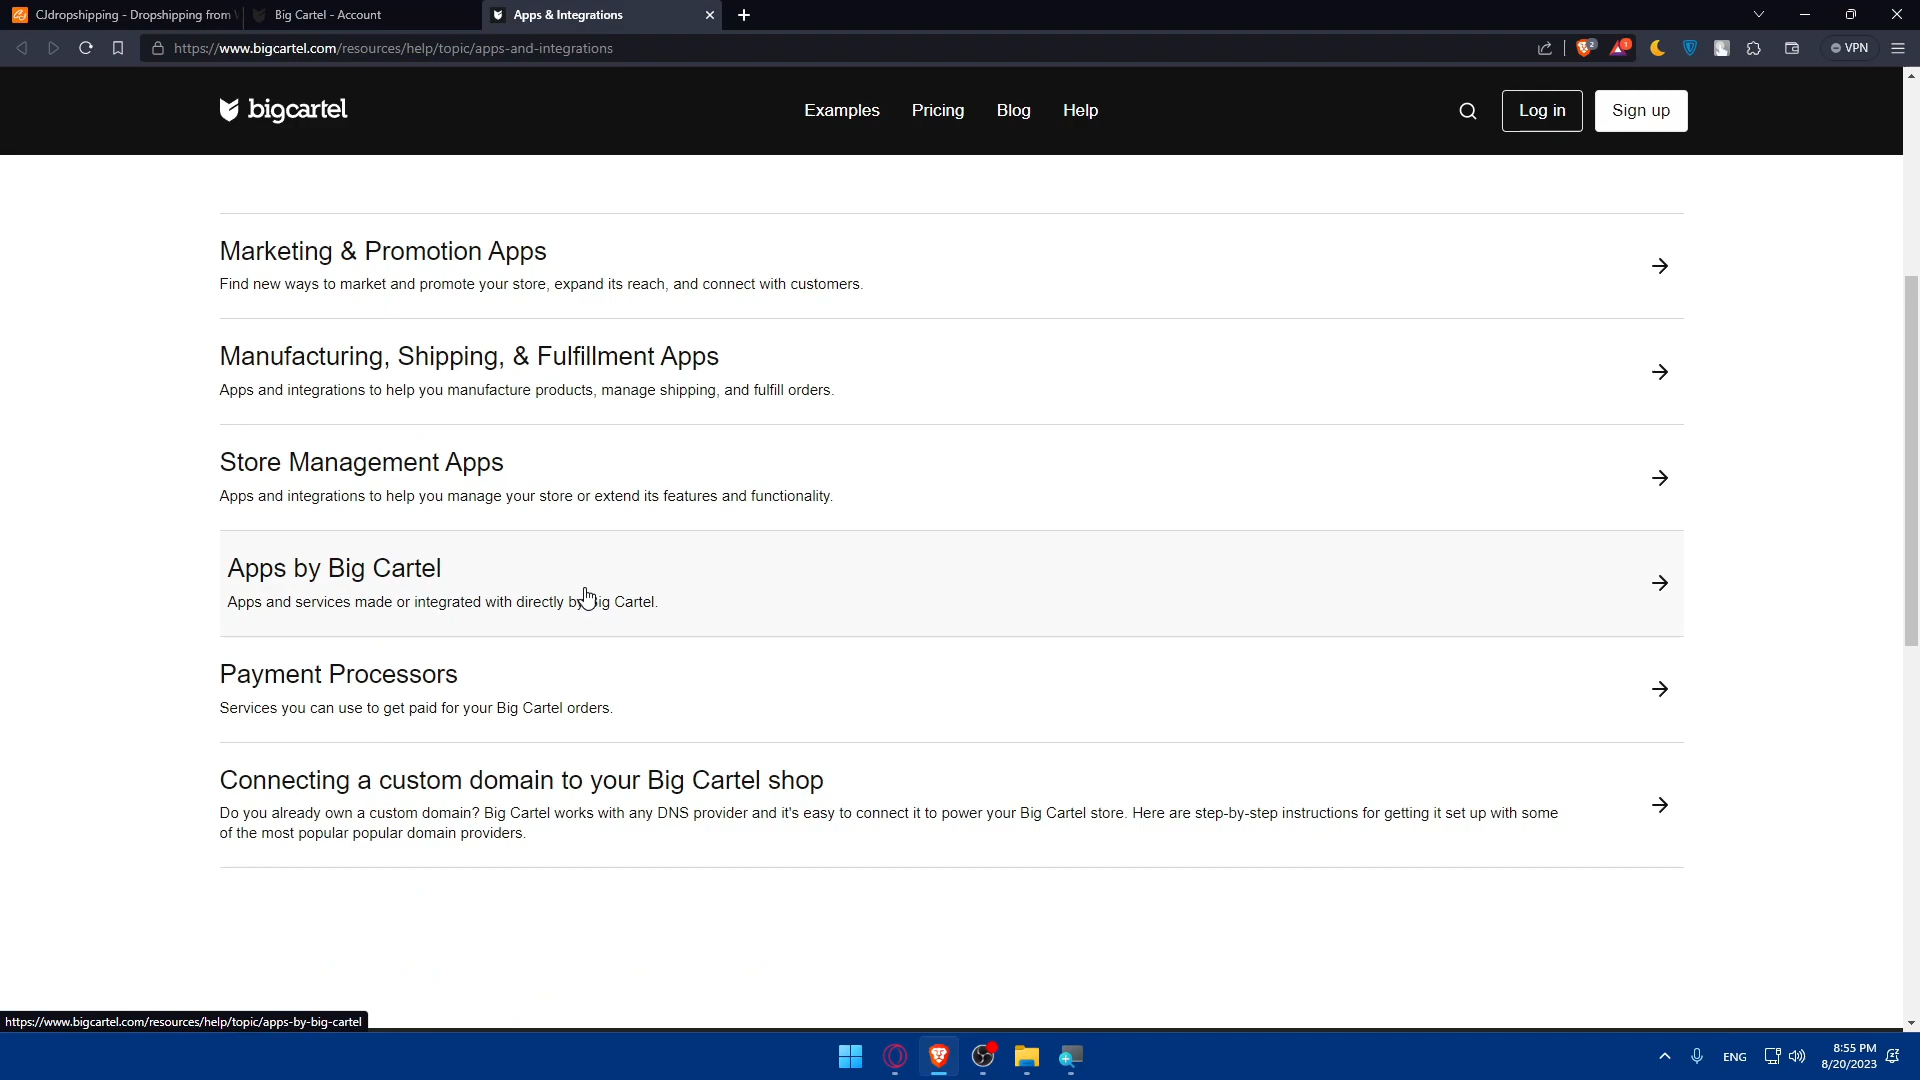 CJdropshipping - Dropshipping from
Big Cartel - Account
Apps & Integrations
https://www.bigcartel.com/resources/help/topic/apps-and-integrations
2
1
VPN
bigcartel
Examples
Pricing
Blog
Help
Log in
Sign up
Marketing & Promotion Apps
Find new ways to market and promote your store, expand its reach, and connect with customers.
Manufacturing, Shipping, & Fulfillment Apps
Apps and integrations to help you manufacture products, manage shipping, and fulfill orders.
Store Management Apps
Apps and integrations to help you manage your store or extend its features and functionality.
Apps by Big Cartel
Apps and services made or integrated with directly by Big Cartel.
Payment Processors
Services you can use to get paid for your Big Cartel orders.
Connecting a custom domain to your Big Cartel shop
Do you already own a custom domain? Big Cartel works with any DNS provider and it's easy to connect it to power your Big Cartel store. Here are step-by-step instructions for getting it set up with some
of the most popular popular domain providers.
https://www.bigcartel.com/resources/help/topic/apps-by-big-cartel
ENG
8:55 PM
8/20/2023